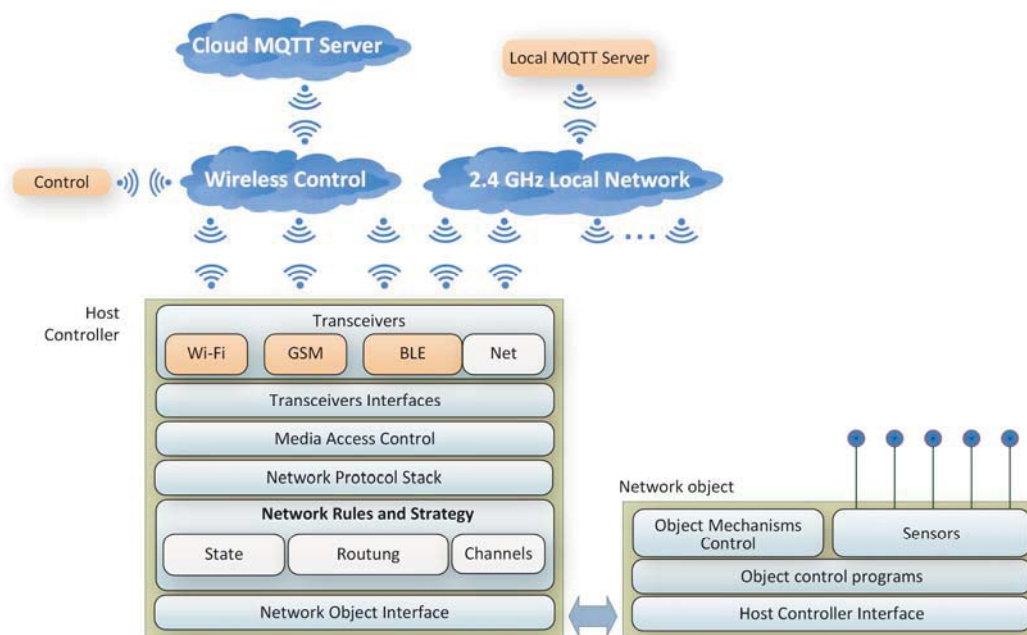 Cloud MQTT Server
Local MQTT Server
Control
Wireless Control
2.4 GHz Local Network
Host
Controller
Transceivers
Wi-Fi
GSM
BLE
Net
Transceivers Interfaces
Media Access Control
Network Protocol Stack
Network Rules and Strategy
State
Routung
Channels
Network Object Interface
Network object
Object Mechanisms
Control
Sensors
Object control programs
Host Controller Interface